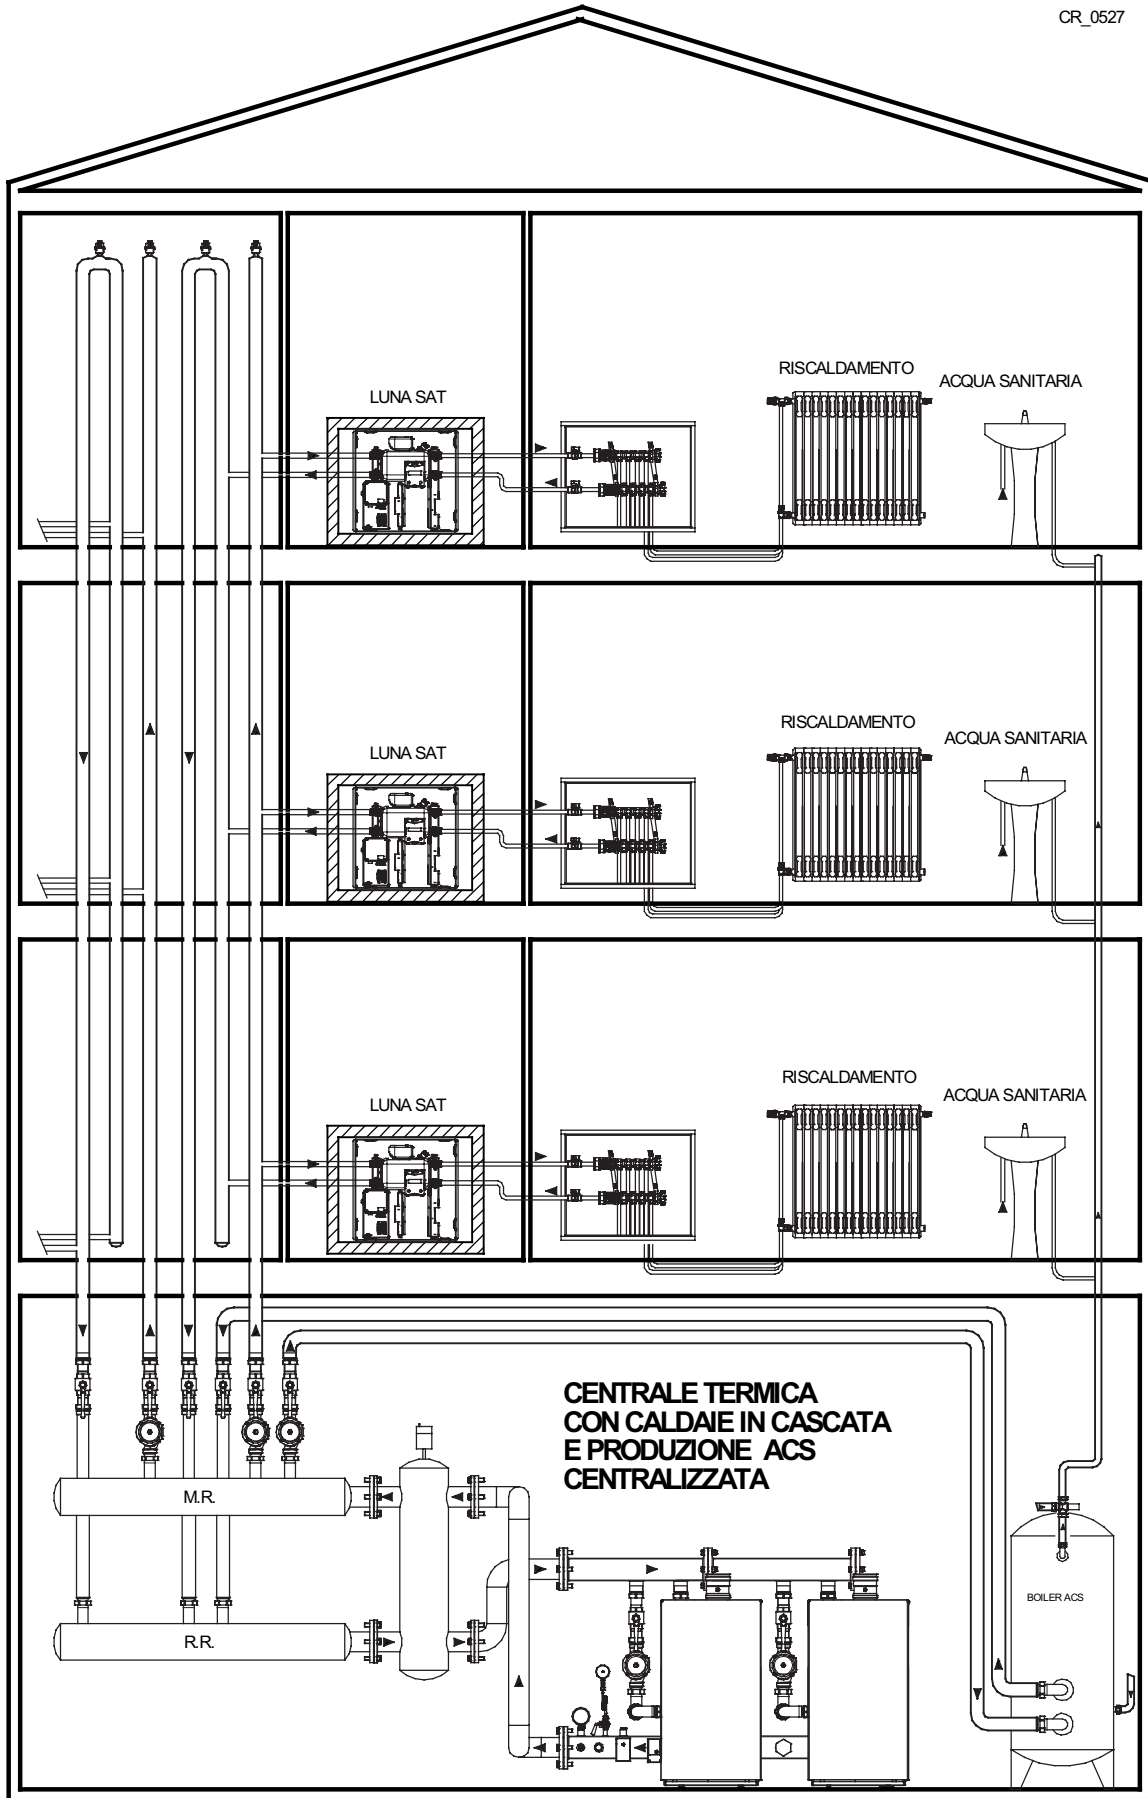 CR_0527
RISCALDAMENTO
ACQUA SANITARIA
LUNA SAT
RISCALDAMENTO
ACQUA SANITARIA
LUNA SAT
RISCALDAMENTO
ACQUA SANITARIA
LUNA SAT
CENTRALE TERMICA
CON CALDAIE IN CASCATA
E PRODUZIONE ACS
CENTRALIZZATA
M.R.
BOILER ACS
R.R.